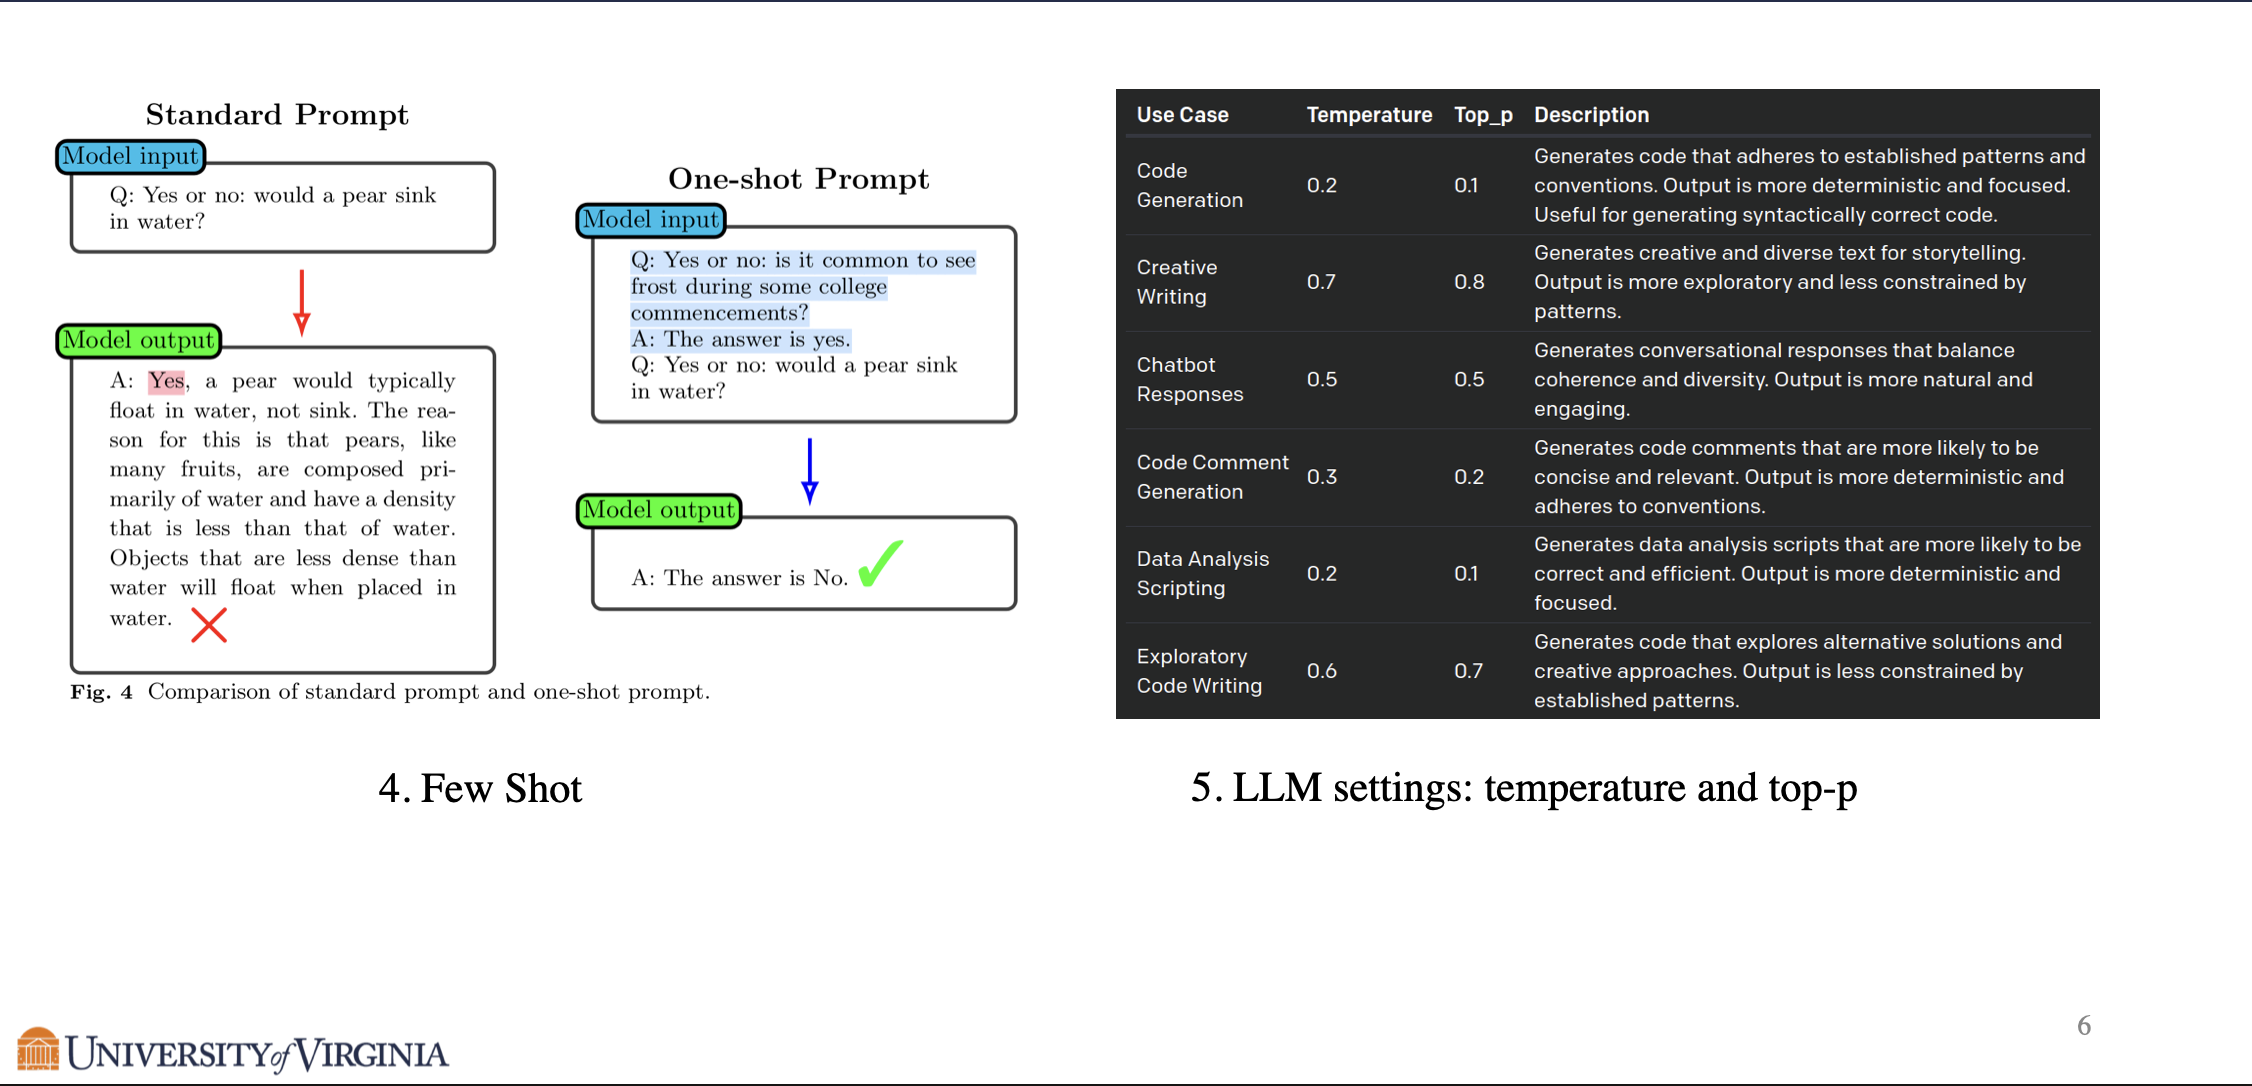 Standard Prompt
Model input
Q: Yes or no: would a pear sink
in water?
Model output
A: Yes, a pear would typically
float in water, not sink. The rea-
son for this is that pears, like
many fruits, are composed pri-
marily of water and have a density
that is less than that of water.
Objects that are less dense than
water will float when placed in
water.
One-shot Prompt
Model input
Q: Yes or no: is it common to see
frost during some college
commencements?
A: The answer is yes.
Q: Yes or no: would a pear sink
in water?
Model output
A: The answer is No.
Fig. 4 Comparison of standard prompt and one-shot prompt.
4. Few Shot
Use Case Temperature Top_p Description
Code
Generation
0.2
0.1
Generates code that adheres to established patterns and
conventions. Output is more deterministic and focused.
Useful for generating syntactically correct code.
Creative
Writing
0.7
0.8
Generates creative and diverse text for storytelling.
Output is more exploratory and less constrained by
patterns.
Chatbot
Responses
0.5
0.5
Generates conversational responses that balance
coherence and diversity. Output is more natural and
engaging.
Code Comment
Generation
0.3
0.2
Generates code comments that are more likely to be
concise and relevant. Output is more deterministic and
adheres to conventions.
Data Analysis
Scripting
0.2
0.1
Generates data analysis scripts that are more likely to be
correct and efficient. Output is more deterministic and
focused.
Exploratory
Code Writing
0.6
0.7
Generates code that explores alternative solutions and
creative approaches. Output is less constrained by
established patterns.
5. LLM settings: temperature and top-p
UNIVERSITY of VIRGINIA
6